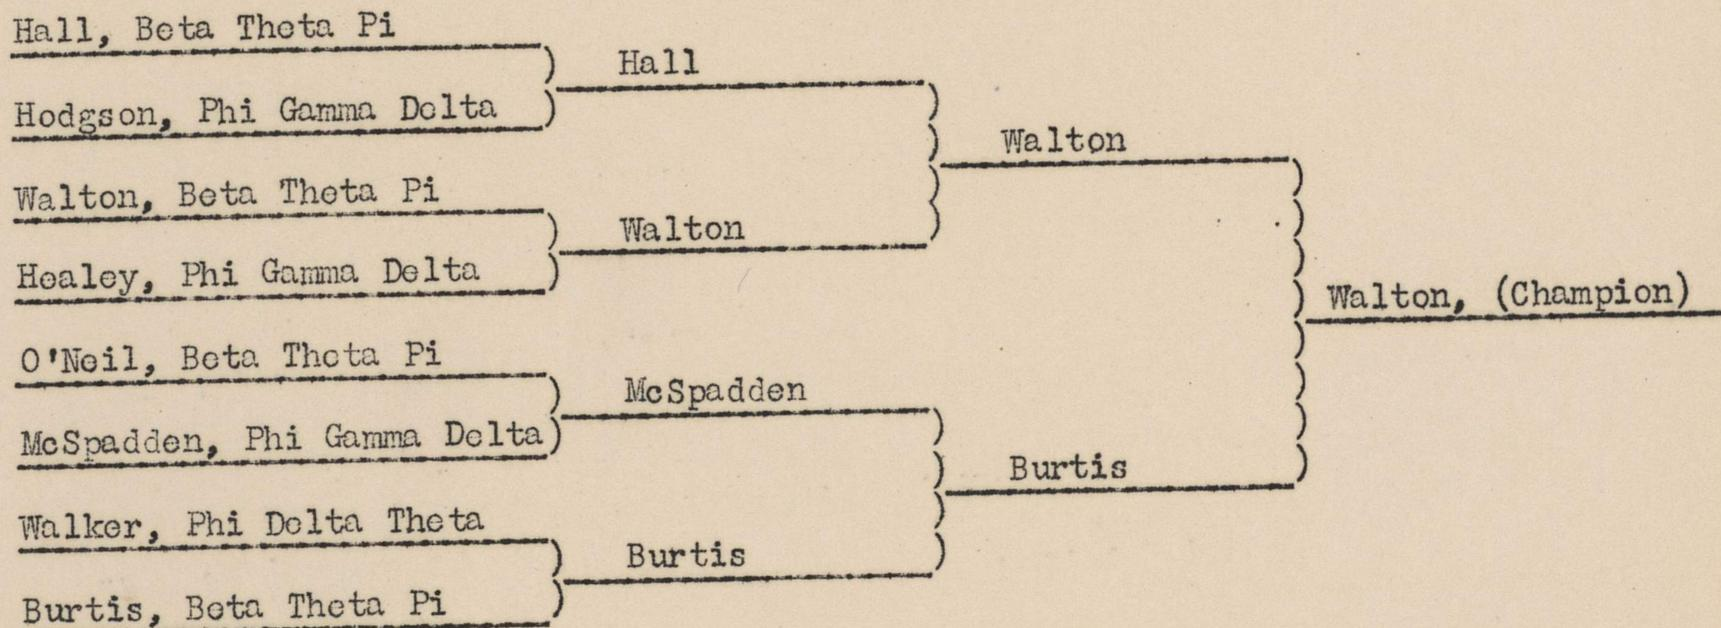 Hall, Beta Theta Pi
Hodgson, Phi Gamma Delta
Walton, Beta Theta Pi
Healey, Phi Gamma Delta
O'Neil, Beta Theta Pi
McSpadden, Phi Gamma Delta
Walker, Phi Delta Theta
Burtis, Beta Theta Pi
Hall
Walton
McSpadden
Burtis
Walton
Burtis
Walton, (Champion)